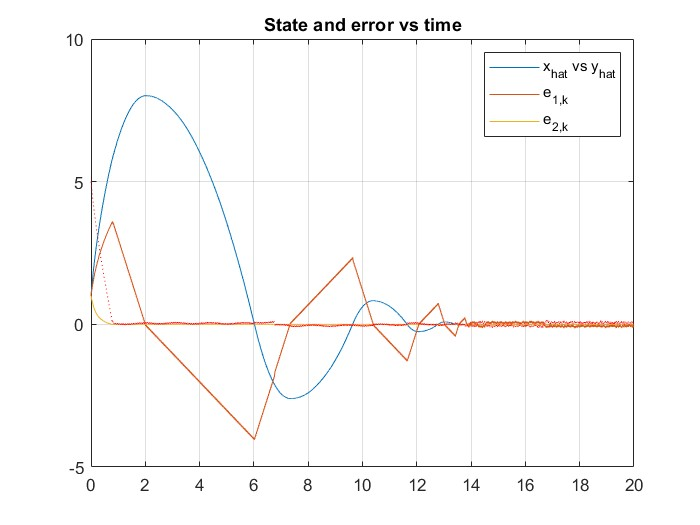 State and error vs time
10
5
0
-5
0 2 4 6 8 10 12 14 16 18 20
x_hat vs y_hat
e_1,k
e_2,k